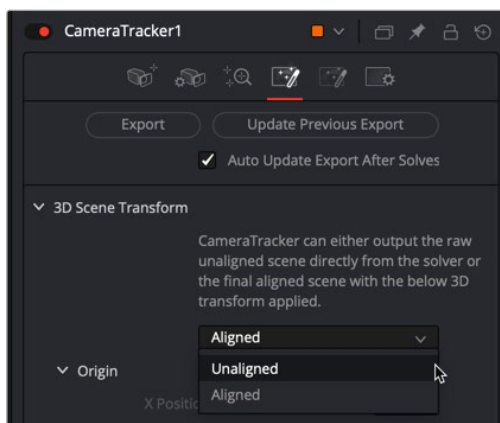 CameraTracker1
Export
Update Previous Export
Auto Update Export After Solves
3D Scene Transform
CameraTracker can either output the raw
unaligned scene directly from the solver or
the final aligned scene with the below 3D
transform applied.
Aligned
Origin
Unaligned
Aligned
X